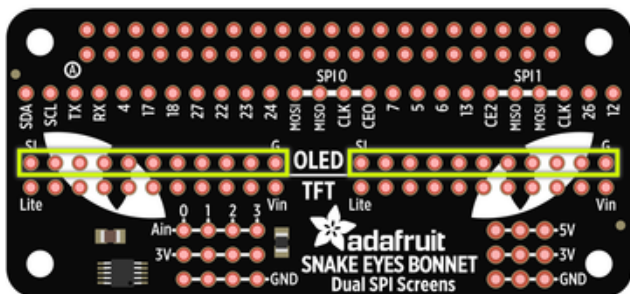 A
SPI0
SPI1
SDA SCL TX RX 4 17 18 27 22 23 24 MOSI MISO CLK CE0 7 5 6 13 CE2 MISO MOSI CLK 26 12
SI G OLED SI G
Lite Vin TFT Lite Vin
0 1 2 3
Ain
3V
GND
adafruit
SNAKE EYES BONNET
Dual SPI Screens
5V
3V
GND